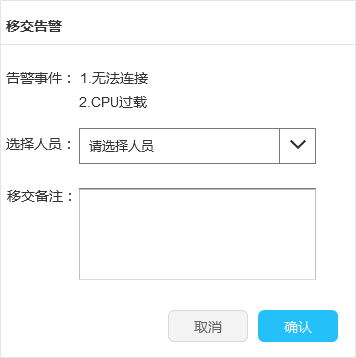 移交告警
告警事件： 1.无法连接
2.CPU过载
选择人员： 请选择人员
移交备注：
取消 确认